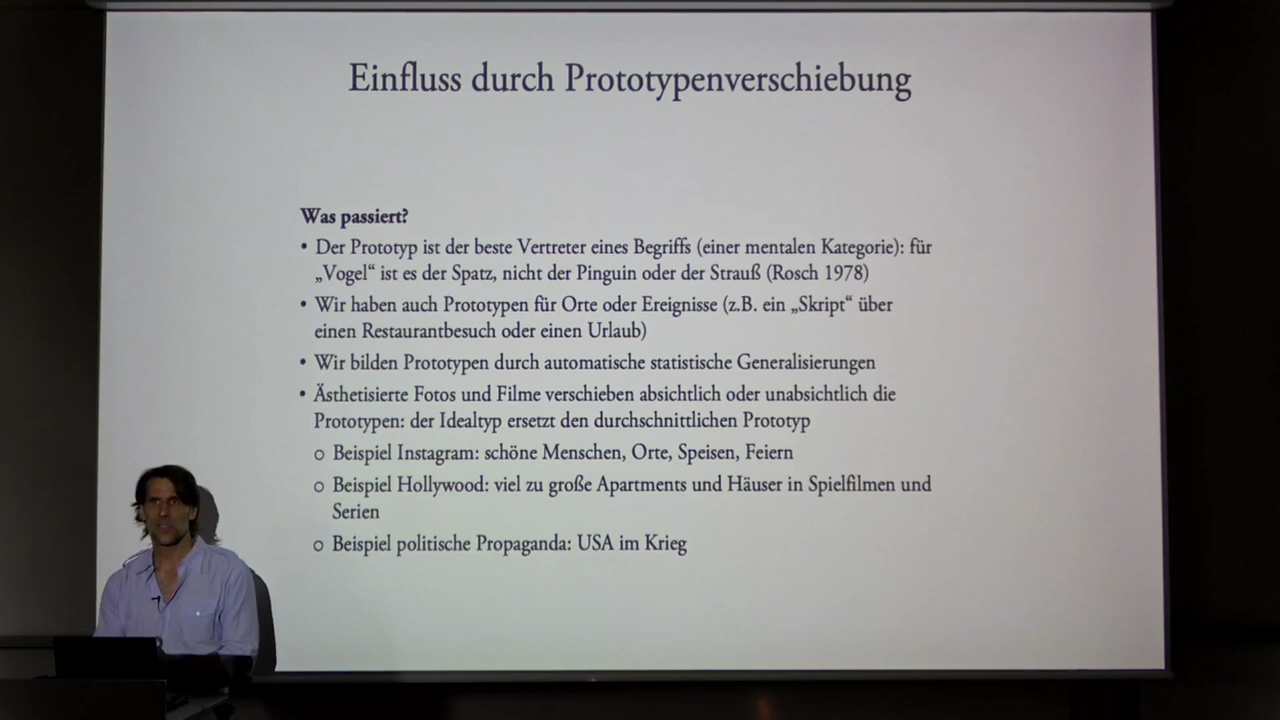 Einfluss durch Prototypenverschiebung
Was passiert?
• Der Prototyp ist der beste Vertreter eines Begriffs (einer mentalen Kategorie): für
„Vogel“ ist es der Spatz, nicht der Pinguin oder der Strauß (Rosch 1978)
• Wir haben auch Prototypen für Orte oder Ereignisse (z.B. ein „Skript“ über
einen Restaurantbesuch oder einen Urlaub)
• Wir bilden Prototypen durch automatische statistische Generalisierungen
• Ästhetisierte Fotos und Filme verschieben absichtlich oder unabsichtlich die
Prototypen: der Idealtyp ersetzt den durchschnittlichen Prototyp
o Beispiel Instagram: schöne Menschen, Orte, Speisen, Feiern
o Beispiel Hollywood: viel zu große Apartments und Häuser in Spielfilmen und
Serien
o Beispiel politische Propaganda: USA im Krieg